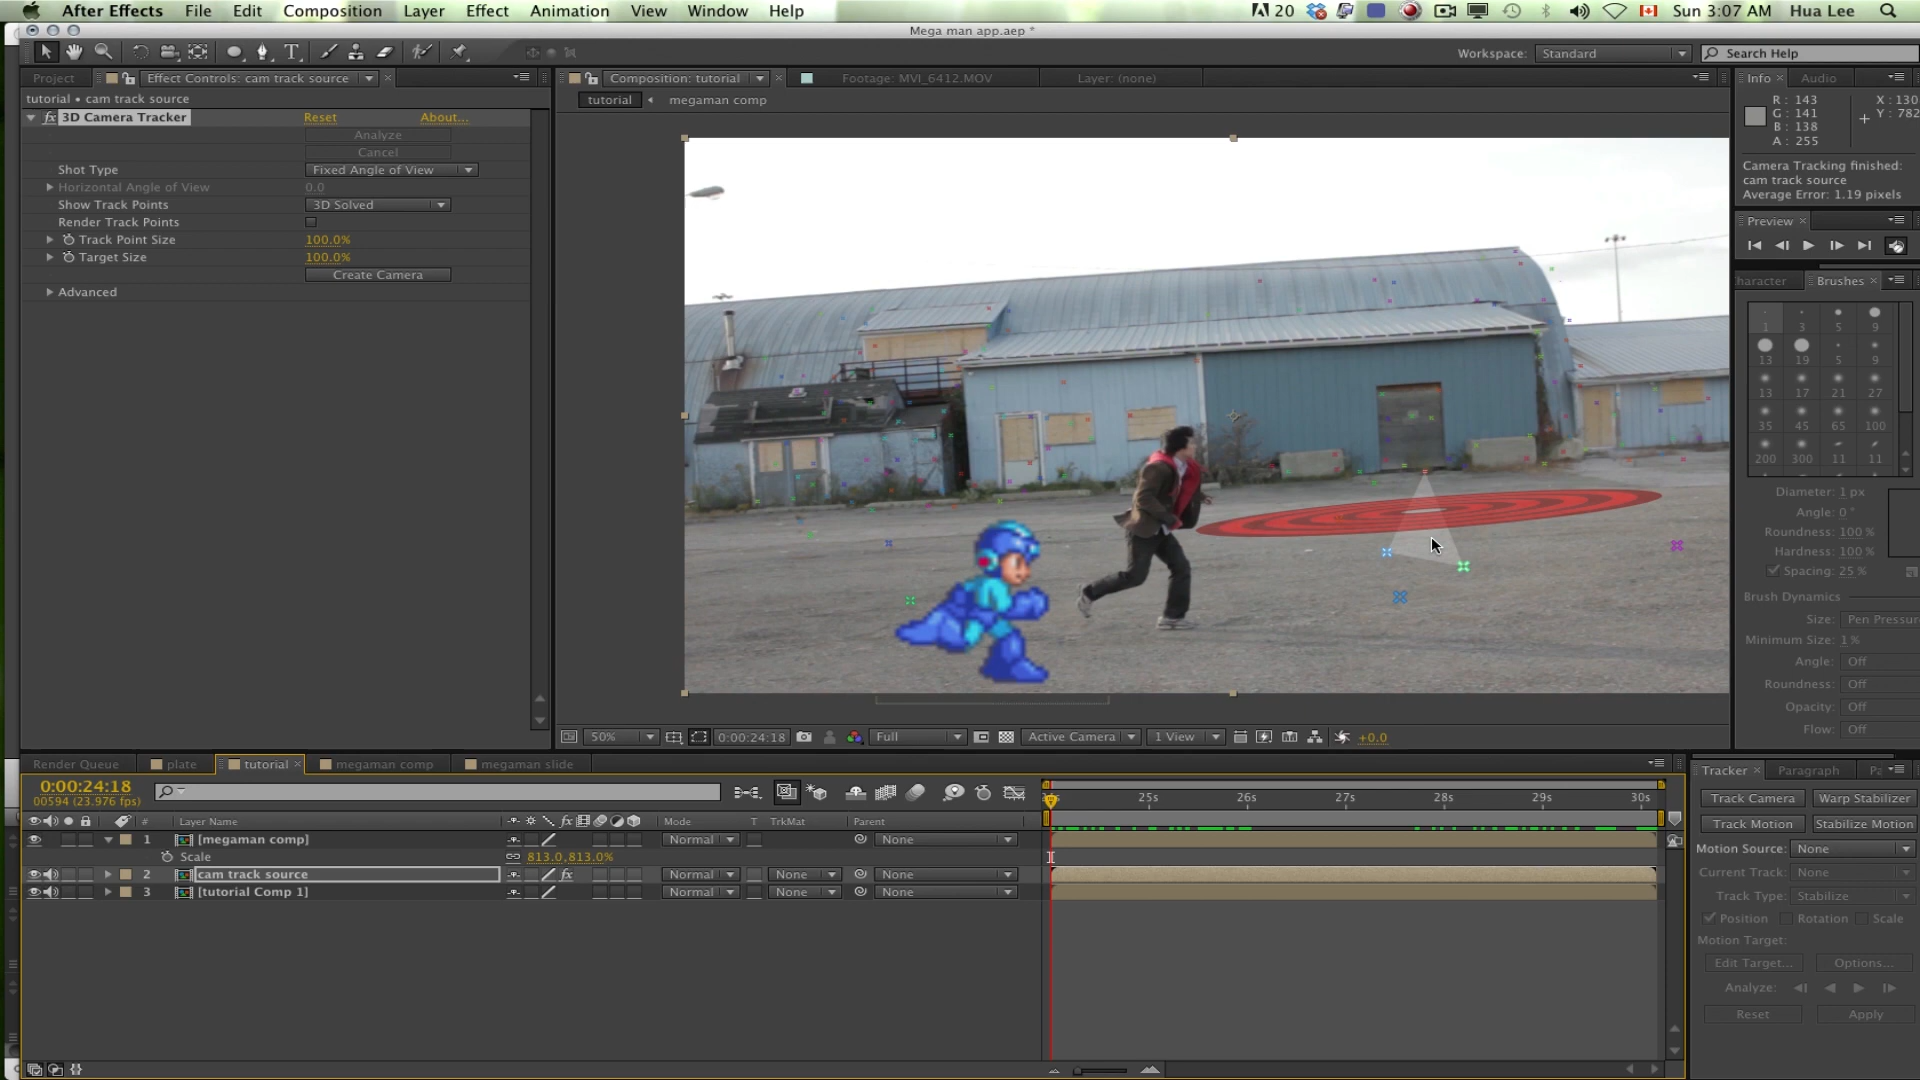 After Effects File Edit Composition Layer Effect Animation View Window Help 20 Sun 3:07 AM Hua Lee
Mega man app.aep *
Workspace: Standard Search Help
Project Effect Controls: cam track source Composition: tutorial Footage: MVI_6412.MOV Layer: (none) Info Audio
tutorial • cam track source tutorial megaman comp
fx 3D Camera Tracker Reset About...
Analyze
Cancel
Shot Type Fixed Angle of View
Horizontal Angle of View 0.0
Show Track Points 3D Solved
Render Track Points
Track Point Size 100.0%
Target Size 100.0%
Create Camera
Advanced
R: 143 X: 130
G: 141 Y: 782
B: 138
A: 255
Camera Tracking finished:
cam track source
Average Error: 1.19 pixels
Preview
haracter Brushes
1 3 5 9
13 19 5 9
13 17 21 27
35 45 65 100
200 300 11 11
Diameter: 1 px
Angle: 0°
Roundness: 100 %
Hardness: 100 %
Spacing: 25 %
Brush Dynamics
Size: Pen Pressur
Minimum Size: 1%
Angle: Off
Roundness: Off
Opacity: Off
Flow: Off
50% 0:00:24:18 Full Active Camera 1 View +0.0
Render Queue plate tutorial megaman comp megaman slide
0:00:24:18
00594 (23.976 fps)
25s 26s 27s 28s 29s 30s
# Layer Name fx Mode T TrkMat Parent
1 [megaman comp] Normal None
Scale 813.0,813.0%
2 cam track source fx Normal None None
3 [tutorial Comp 1] Normal None None
Tracker Paragraph Pa
Track Camera Warp Stabilizer
Track Motion Stabilize Motion
Motion Source: None
Current Track: None
Track Type: Stabilize
Position Rotation Scale
Motion Target:
Edit Target... Options...
Analyze:
Reset Apply